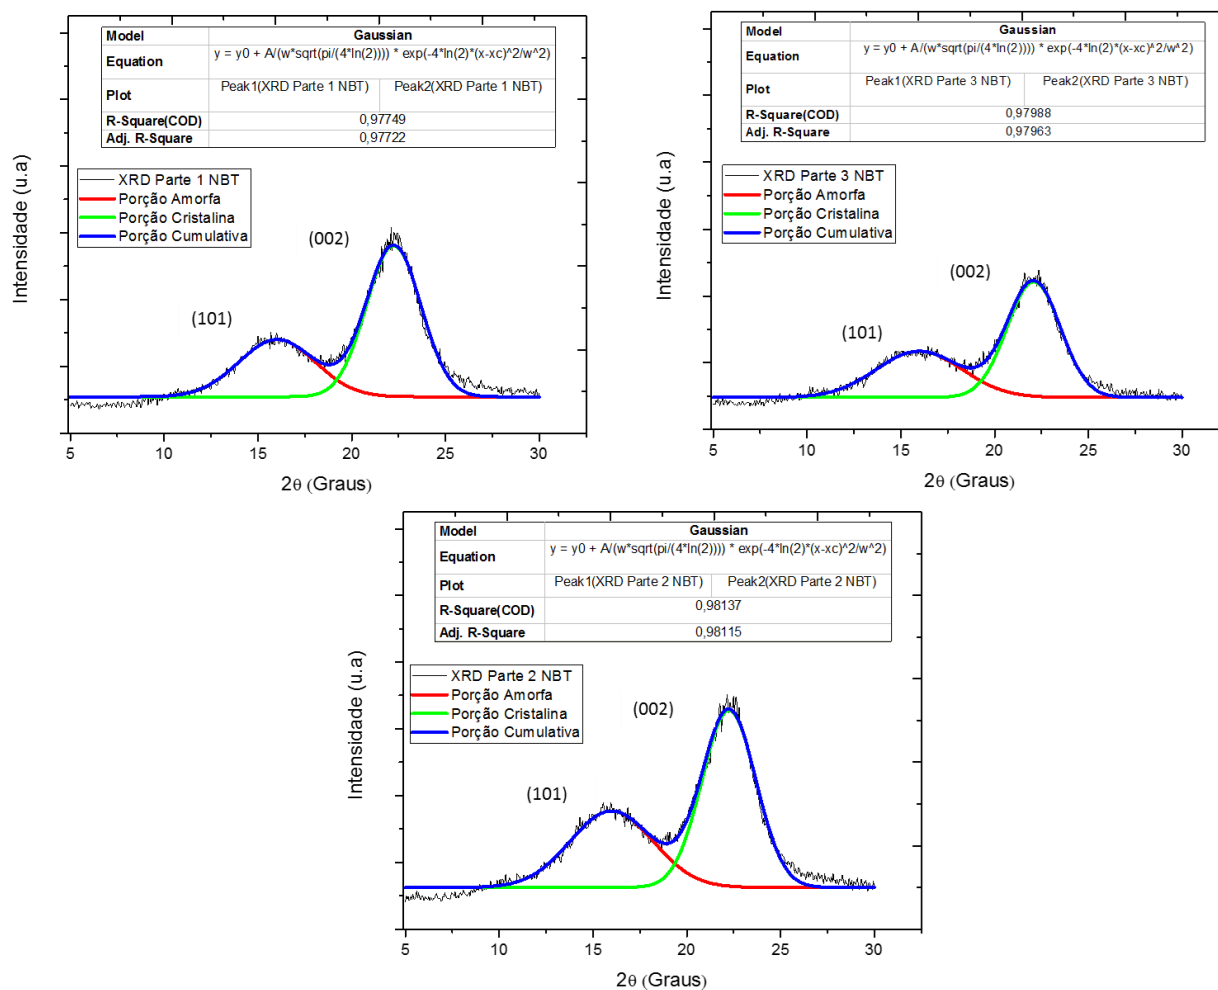 Model Gaussian
Equation y = y0 + A/(w*sqrt(pi/(4*ln(2)))) * exp(-4*ln(2)*(x-xc)^2/w^2)
Plot Peak1(XRD Parte 1 NBT) Peak2(XRD Parte 1 NBT)
R-Square(COD) 0,97749
Adj. R-Square 0,97722
XRD Parte 1 NBT
Porção Amorfa
Porção Cristalina
Porção Cumulativa
(002)
(101)
Intensidade (u.a)
5 10 15 20 25 30
2θ (Graus)
Model Gaussian
Equation y = y0 + A/(w*sqrt(pi/(4*ln(2)))) * exp(-4*ln(2)*(x-xc)^2/w^2)
Plot Peak1(XRD Parte 3 NBT) Peak2(XRD Parte 3 NBT)
R-Square(COD) 0,97988
Adj. R-Square 0,97963
XRD Parte 3 NBT
Porção Amorfa
Porção Cristalina
Porção Cumulativa
(002)
(101)
Intensidade (u.a)
5 10 15 20 25 30
2θ (Graus)
Model Gaussian
Equation y = y0 + A/(w*sqrt(pi/(4*ln(2)))) * exp(-4*ln(2)*(x-xc)^2/w^2)
Plot Peak1(XRD Parte 2 NBT) Peak2(XRD Parte 2 NBT)
R-Square(COD) 0,98137
Adj. R-Square 0,98115
XRD Parte 2 NBT
Porção Amorfa
Porção Cristalina
Porção Cumulativa
(002)
(101)
Intensidade (u.a)
5 10 15 20 25 30
2θ (Graus)